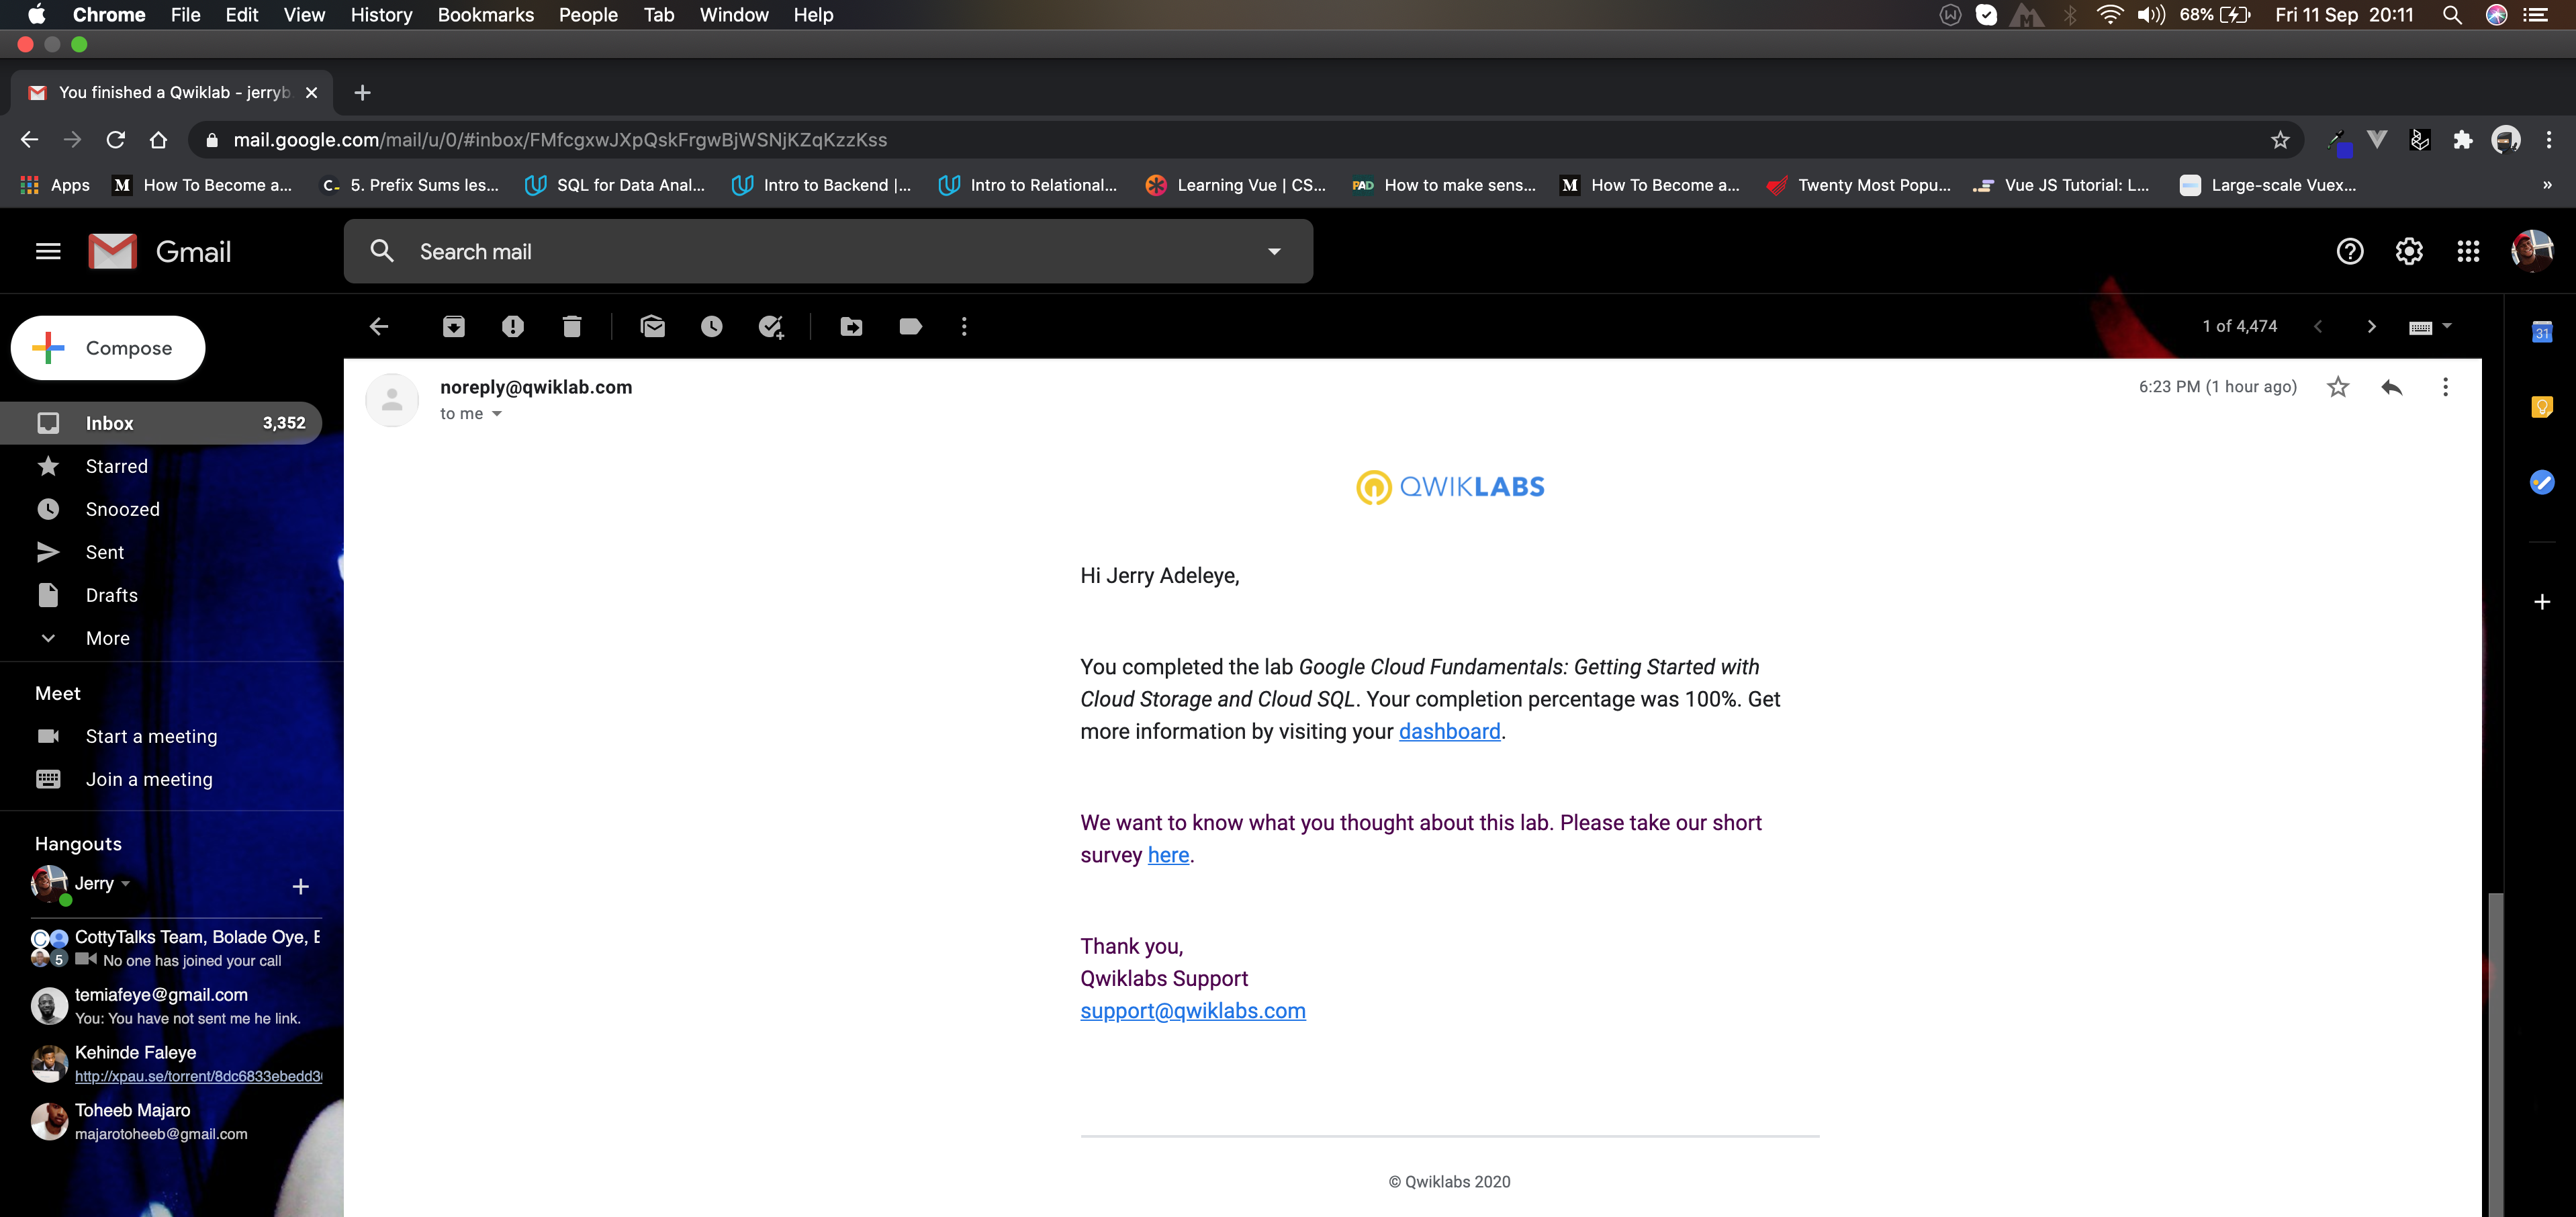 Chrome File Edit View History Bookmarks People Tab Window Help
68% Fri 11 Sep 20:11
You finished a Qwiklab - jerryb
mail.google.com/mail/u/0/#inbox/FMfcgxwJXpQskFrgwBjWSNjKZqKzzKss
Apps M How To Become a... C- 5. Prefix Sums les... SQL for Data Anal... Intro to Backend |... Intro to Relational... Learning Vue | CS... PAD How to make sens... M How To Become a... Twenty Most Popu... Vue JS Tutorial: L... Large-scale Vuex... »
Gmail
Search mail
Compose
1 of 4,474
31
Inbox 3,352
Starred
Snoozed
Sent
Drafts
More
Meet
Start a meeting
Join a meeting
Hangouts
Jerry
CottyTalks Team, Bolade Oye, E
5 No one has joined your call
temiafeye@gmail.com
You: You have not sent me he link.
Kehinde Faleye
http://xpau.se/torrent/8dc6833ebedd3
Toheeb Majaro
majarotoheeb@gmail.com
noreply@qwiklab.com
to me
6:23 PM (1 hour ago)
QWIKLABS
Hi Jerry Adeleye,
You completed the lab Google Cloud Fundamentals: Getting Started with
Cloud Storage and Cloud SQL. Your completion percentage was 100%. Get
more information by visiting your dashboard.
We want to know what you thought about this lab. Please take our short
survey here.
Thank you,
Qwiklabs Support
support@qwiklabs.com
© Qwiklabs 2020